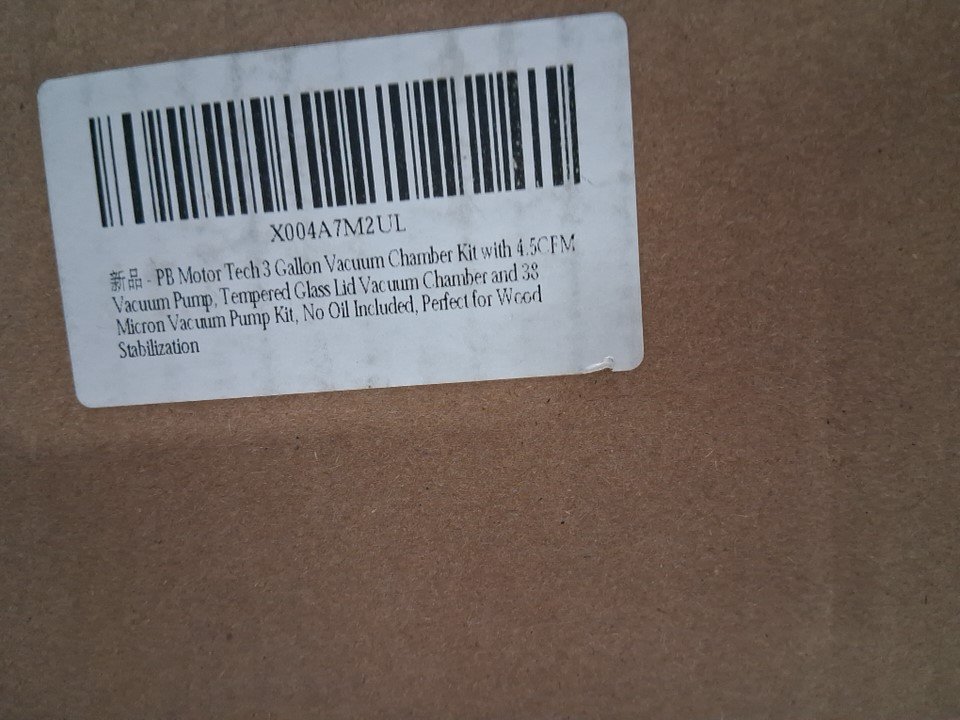 X004A7M2UL
新品 - PB Motor Tech 3 Gallon Vacuum Chamber Kit with 4.5CFM
Vacuum Pump, Tempered Glass Lid Vacuum Chamber and 38
Micron Vacuum Pump Kit, No Oil Included, Perfect for Wood
Stabilization